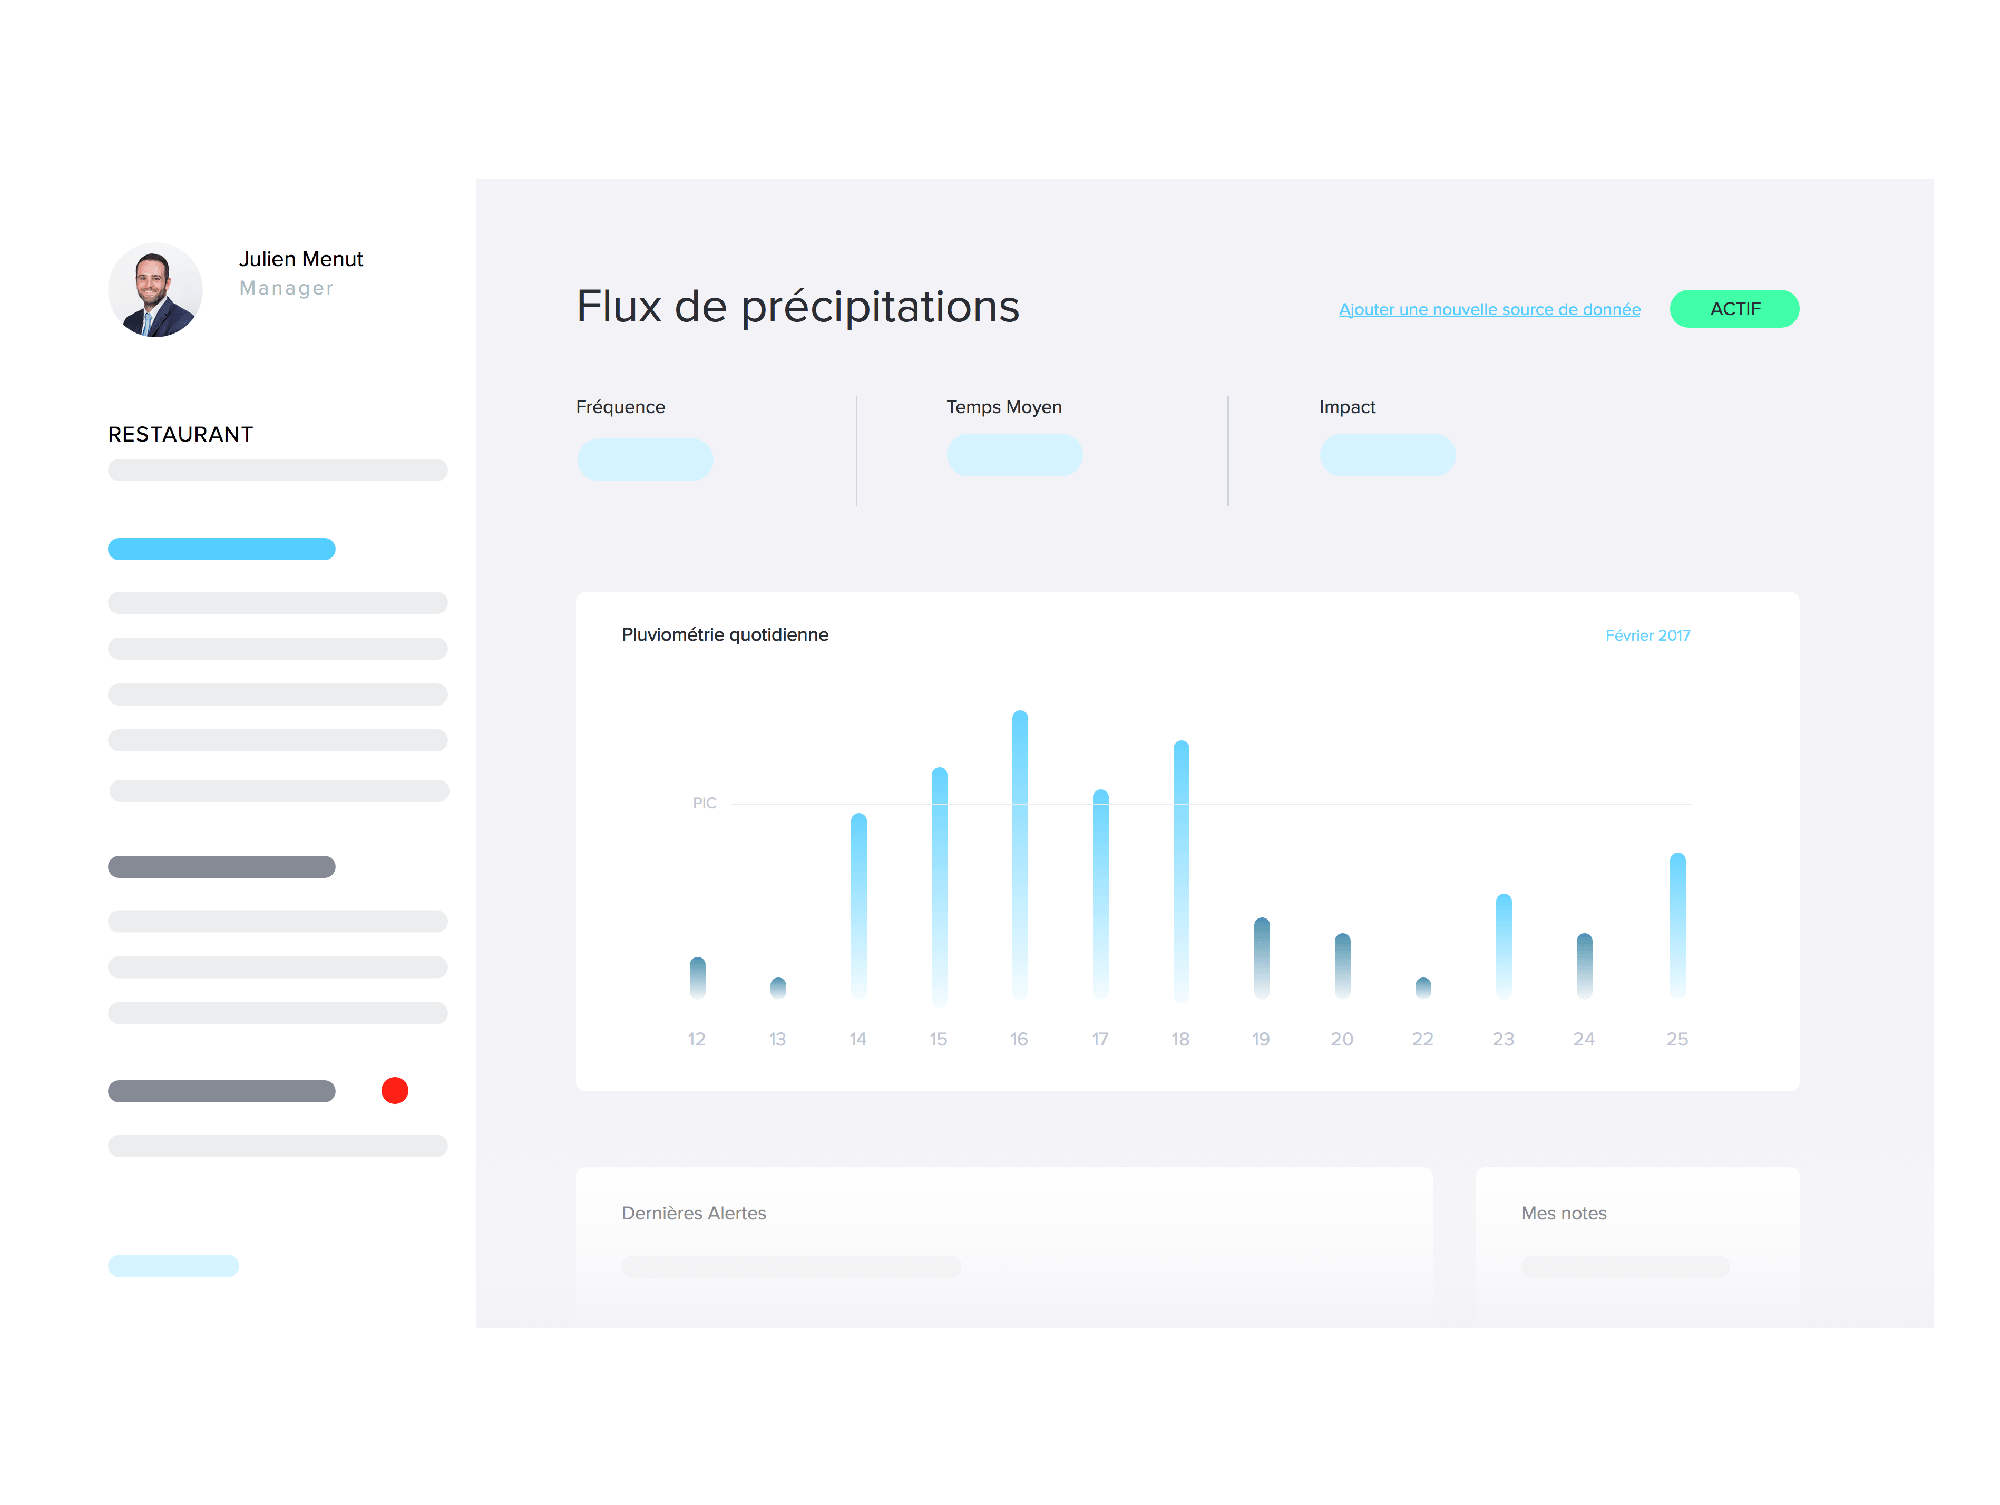 Julien Menut
Manager
RESTAURANT
Flux de précipitations
Ajouter une nouvelle source de donnée
ACTIF
Fréquence
Temps Moyen
Impact
Pluviométrie quotidienne
Février 2017
PIC
12 13 14 15 16 17 18 19 20 22 23 24 25
Dernières Alertes
Mes notes